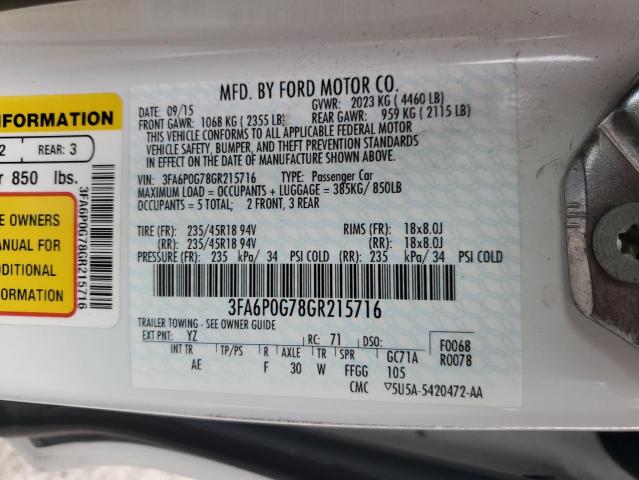 MFD. BY FORD MOTOR CO.
DATE: 09/15 GVWR: 2023 KG ( 4460 LB)
FRONT GAWR: 1068 KG ( 2355 LB) REAR GAWR: 959 KG ( 2115 LB)
THIS VEHICLE CONFORMS TO ALL APPLICABLE FEDERAL MOTOR
VEHICLE SAFETY, BUMPER, AND THEFT PREVENTION STANDARDS
IN EFFECT ON THE DATE OF MANUFACTURE SHOWN ABOVE.
VIN: 3FA6P0G78GR215716 TYPE: Passenger Car
MAXIMUM LOAD = OCCUPANTS + LUGGAGE = 385KG/850LB
OCCUPANTS = 5 TOTAL; 2 FRONT, 3 REAR
TIRE (FR): 235/45R18 94V RIMS (FR): 18x8.0J
(RR): 235/45R18 94V (RR): 18x8.0J
PRESSURE (FR): 235 kPa/ 34 PSI COLD (RR): 235 kPa/ 34 PSI COLD
3FA6P0G78GR215716
TRAILER TOWING - SEE OWNER GUIDE
EXT PNT: YZ RC: 71 DSO: F0068
INT TR TP/PS R AXLE TR SPR GC71A R0078
AE F 30 W FFGG 105
CMC 5U5A-5420472-AA
INFORMATION
2 REAR: 3
850 lbs.
OWNERS
MANUAL FOR
ADDITIONAL
INFORMATION
3FA6P0G78GR215716